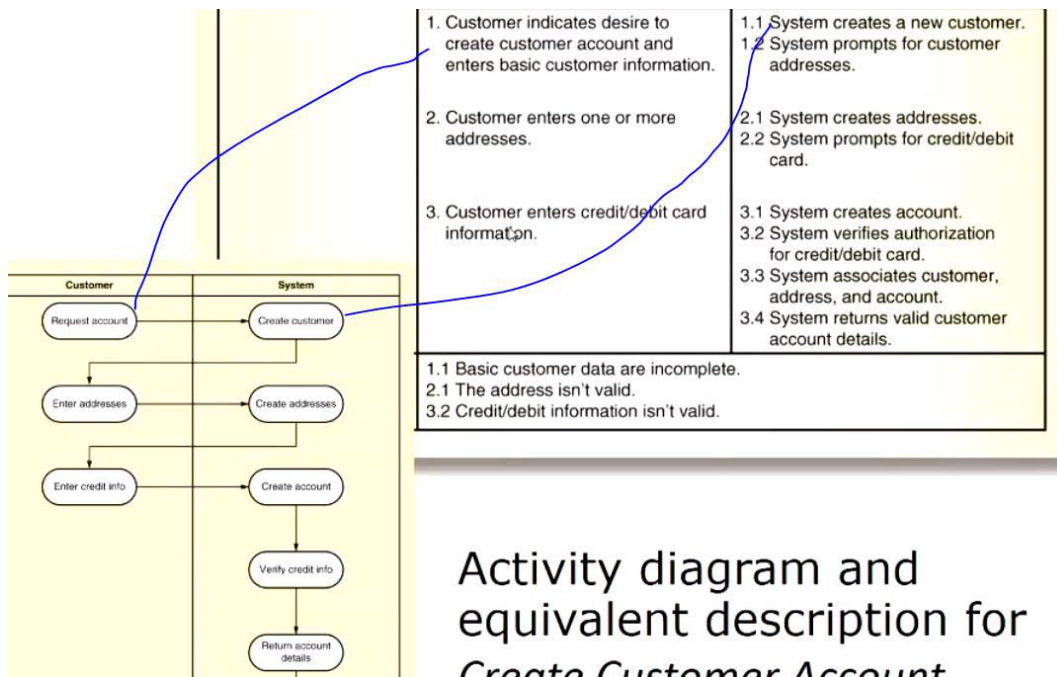 1. Customer indicates desire to
create customer account and
enters basic customer information.
1.1 System creates a new customer.
1.2 System prompts for customer
addresses.
2. Customer enters one or more
addresses.
2.1 System creates addresses.
2.2 System prompts for credit/debit
card.
3. Customer enters credit/debit card
information.
3.1 System creates account.
3.2 System verifies authorization
for credit/debit card.
3.3 System associates customer,
address, and account.
3.4 System returns valid customer
account details.
1.1 Basic customer data are incomplete.
2.1 The address isn't valid.
3.2 Credit/debit information isn't valid.
Customer
System
Request account
Create customer
Enter addresses
Create addresses
Enter credit info
Create account
Verify credit info
Return account
details
Activity diagram and
equivalent description for
Create Customer Account